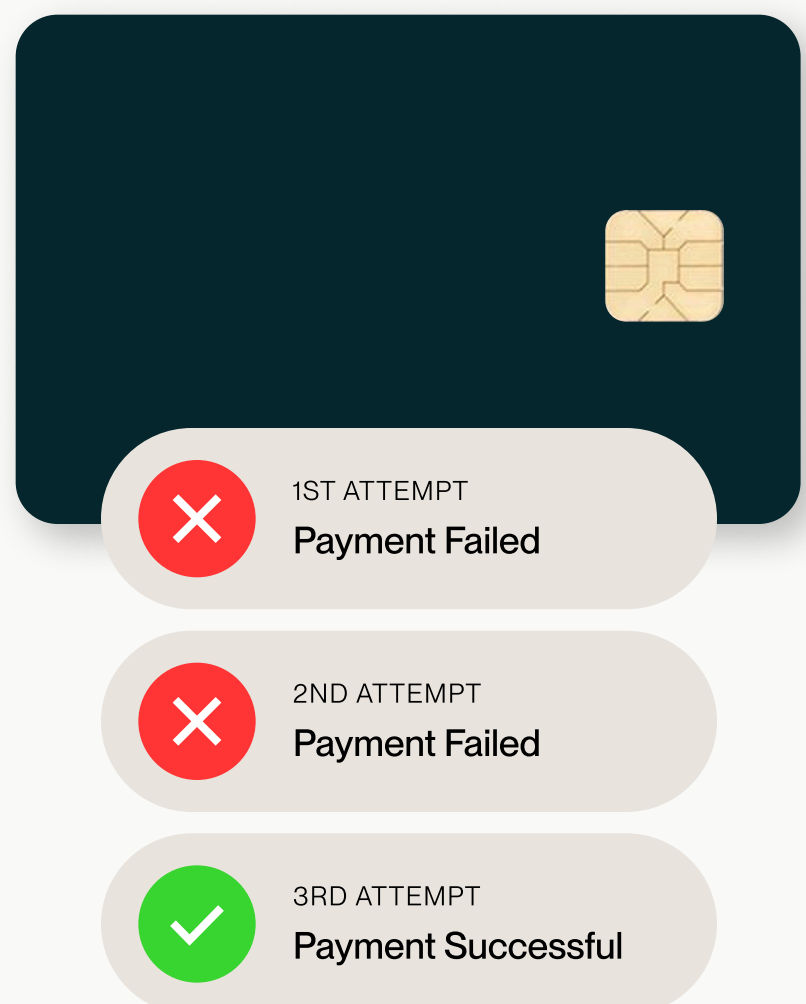 1ST ATTEMPT
Payment Failed
2ND ATTEMPT
Payment Failed
3RD ATTEMPT
Payment Successful